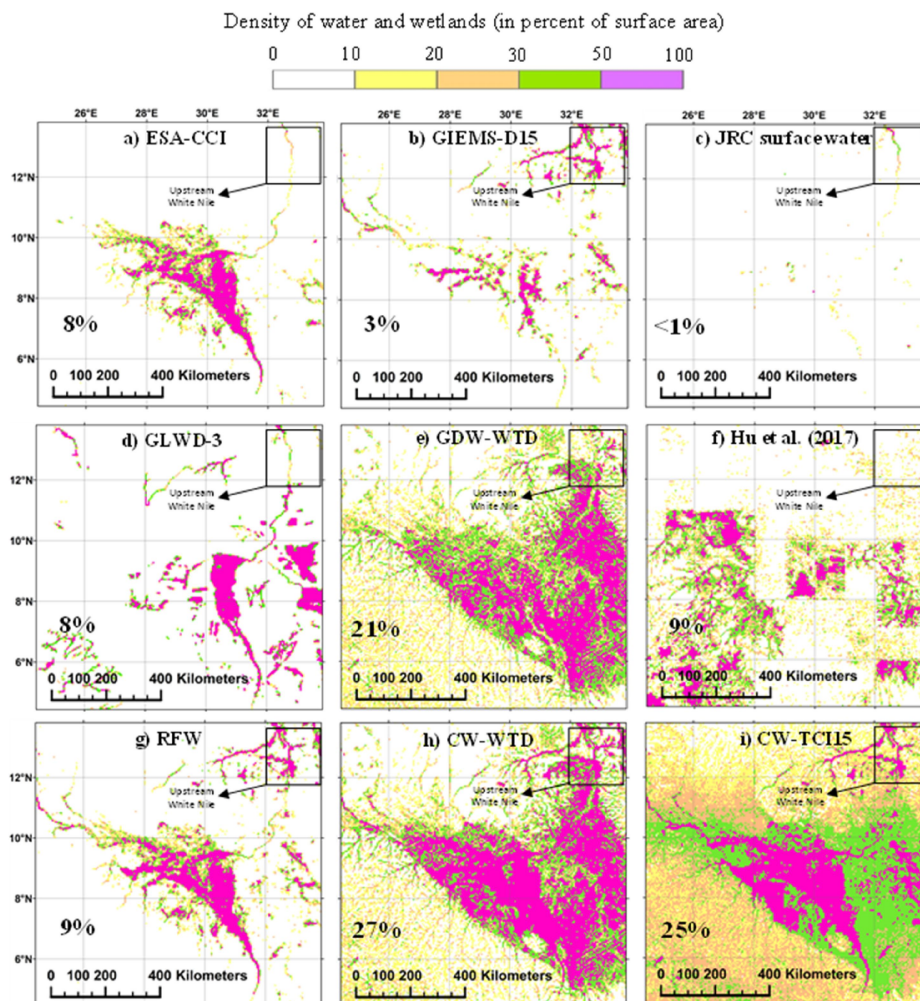 Density of water and wetlands (in percent of surface area)
0 10 20 30 50 100
26°E 28°E 30°E 32°E 26°E 28°E 30°E 32°E 26°E 28°E 30°E 32°E
a) ESA-CCI
12°N
Upstream
White Nile
10°N
8°N
8%
6°N
0 100 200 400 Kilometers
b) GIEMS-D15
Upstream
White Nile
3%
0 100 200 400 Kilometers
c) JRC surface water
Upstream
White Nile
<1%
0 100 200 400 Kilometers
d) GLWD-3
12°N
Upstream
White Nile
10°N
8°N
8%
6°N
0 100 200 400 Kilometers
e) GDW-WTD
Upstream
White Nile
21%
0 100 200 400 Kilometers
f) Hu et al. (2017)
Upstream
White Nile
9%
0 100 200 400 Kilometers
g) RFW
12°N
Upstream
White Nile
10°N
8°N
9%
6°N
0 100 200 400 Kilometers
h) CW-WTD
Upstream
White Nile
27%
0 100 200 400 Kilometers
i) CW-TCI15
Upstream
White Nile
25%
0 100 200 400 Kilometers